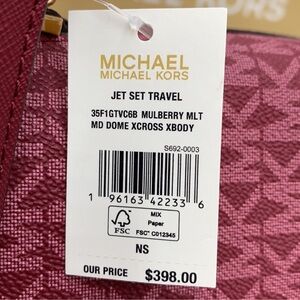 KORS
MICHAEL
MICHAEL KORS
JET SET TRAVEL
35F1GTVC6B MULBERRY MLT
MD DOME XCROSS XBODY
S692-0003
1 96163 42233 6
FSC
MIX
Paper
FSC® C012345
NS
OUR PRICE $398.00